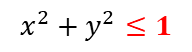 x² + y² ≤ 1